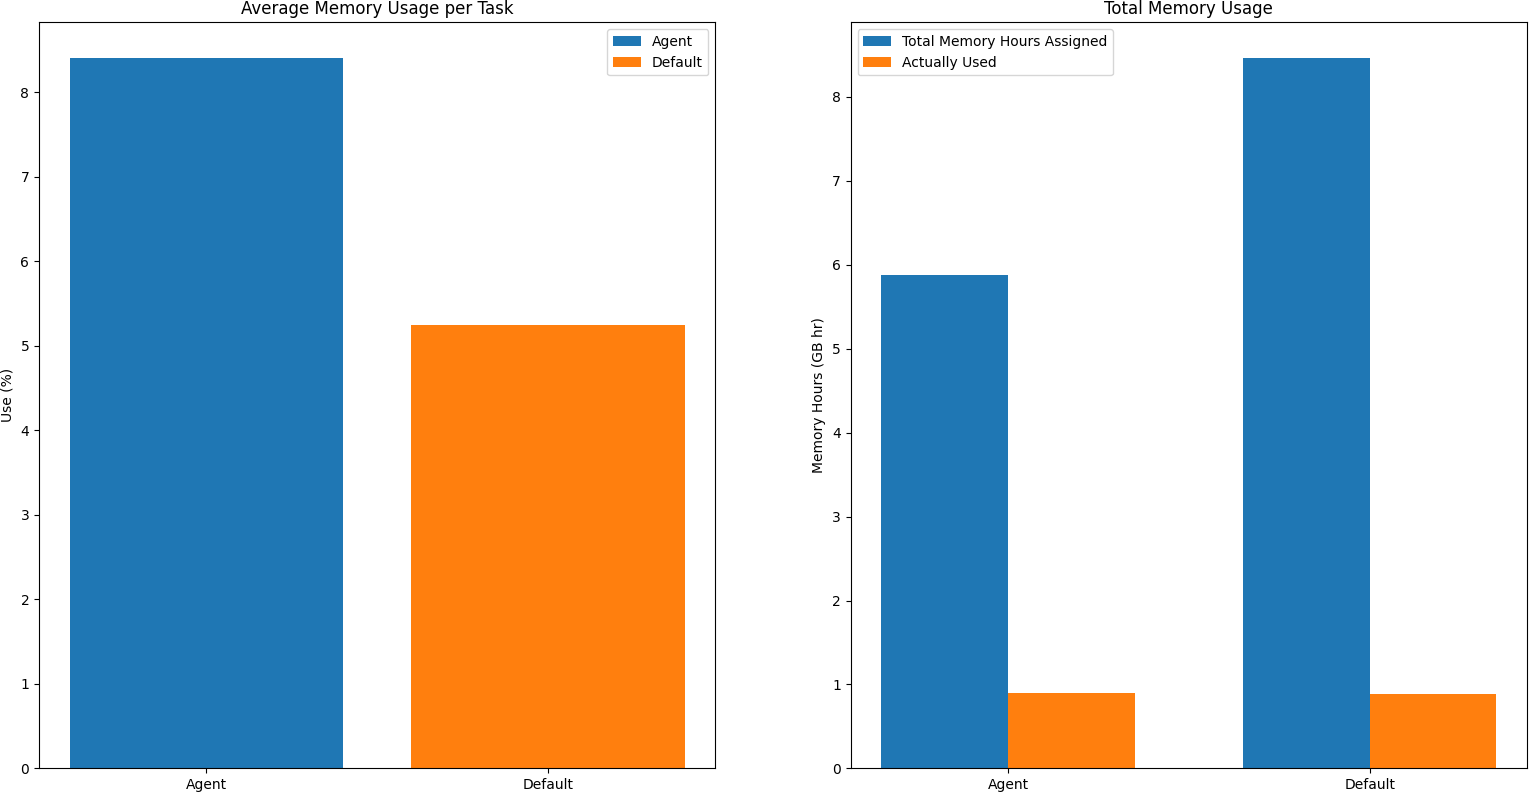 Average Memory Usage per Task
Agent
Default
8
7
6
5
4
3
2
1
0
Use (%)
Agent
Default
Total Memory Usage
Total Memory Hours Assigned
Actually Used
8
7
6
5
4
3
2
1
0
Memory Hours (GB hr)
Agent
Default